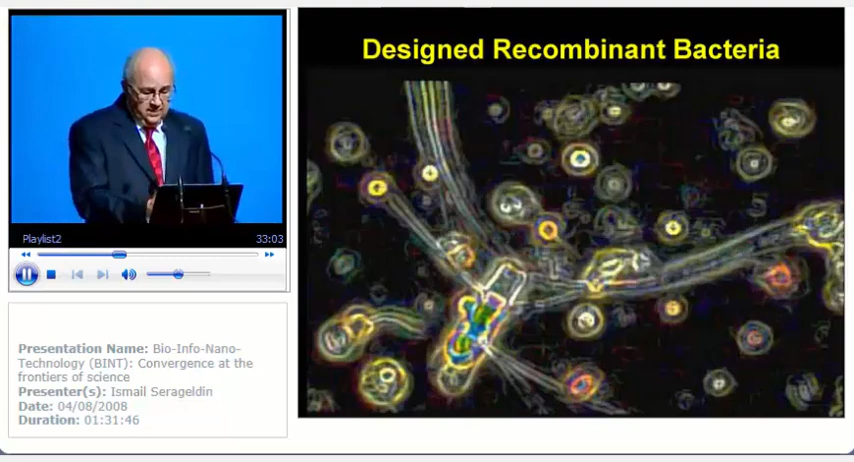 Designed Recombinant Bacteria
Playlist2
33:03
Presentation Name: Bio-Info-Nano-
Technology (BINT): Convergence at the
frontiers of science
Presenter(s): Ismail Serageldin
Date: 04/08/2008
Duration: 01:31:46